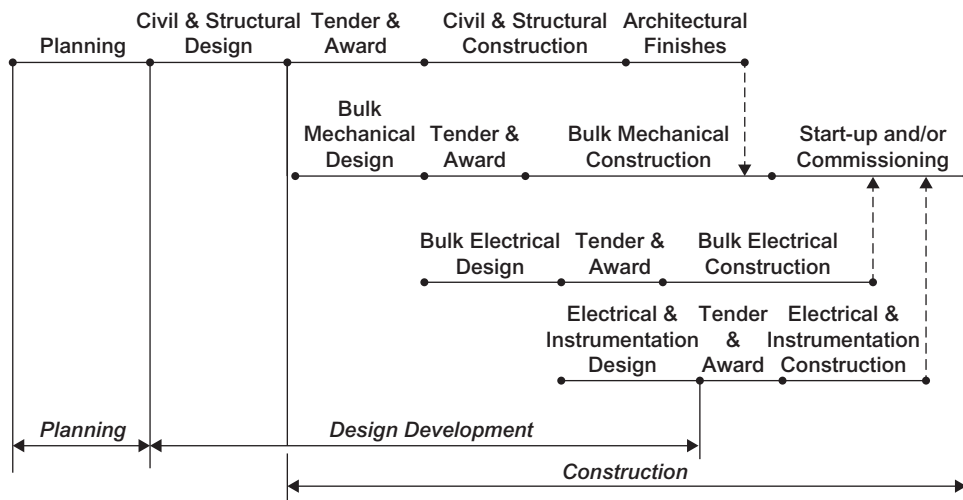 Planning
Civil & Structural
Design
Tender &
Award
Civil & Structural
Construction
Architectural
Finishes
Bulk
Mechanical
Design
Tender &
Award
Bulk Mechanical
Construction
Start-up and/or
Commissioning
Bulk Electrical
Design
Tender &
Award
Bulk Electrical
Construction
Electrical &
Instrumentation
Design
Tender
&
Award
Electrical &
Instrumentation
Construction
Planning
Design Development
Construction